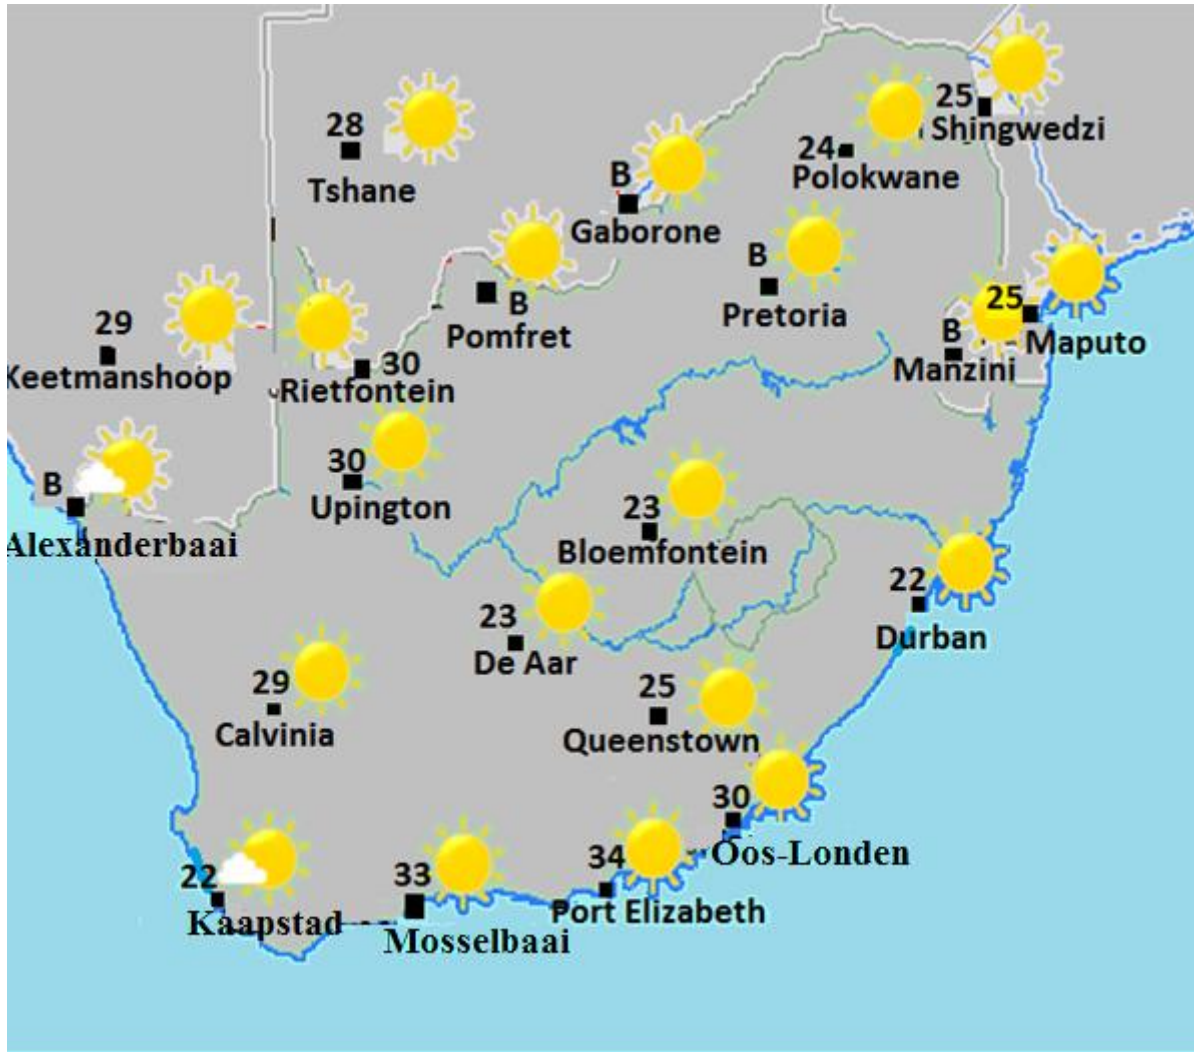 25
Shingwedzi
28
Tshane
24
Polokwane
B
Gaborone
B
Pretoria
B
Pomfret
29
Keetmanshoop
30
Rietfontein
25
Maputo
B
Manzini
30
Upington
B
Alexanderbaai
23
Bloemfontein
22
Durban
23
De Aar
29
Calvinia
25
Queenstown
30
Oos-Londen
34
Port Elizabeth
33
Mosselbaai
22
Kaapstad